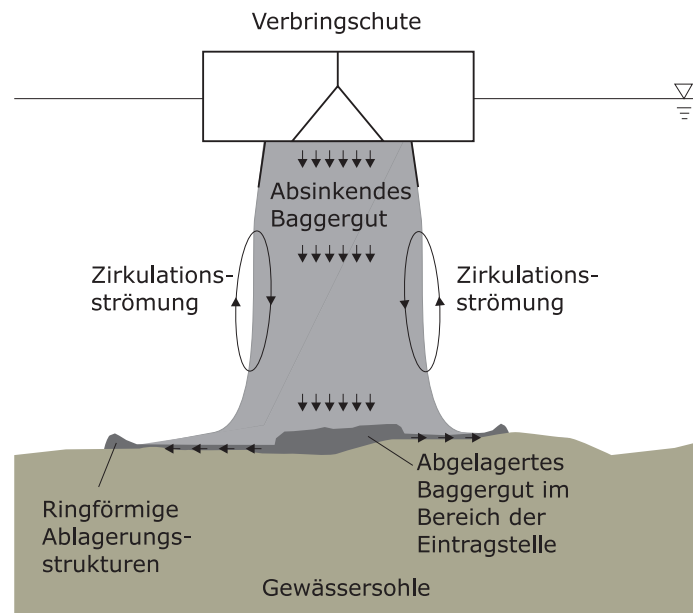 Verbringschute
Absinkendes
Baggergut
Zirkulations-
strömung
Zirkulations-
strömung
Ringförmige
Ablagerungs-
strukturen
Abgelagertes
Baggergut im
Bereich der
Eintragstelle
Gewässersohle